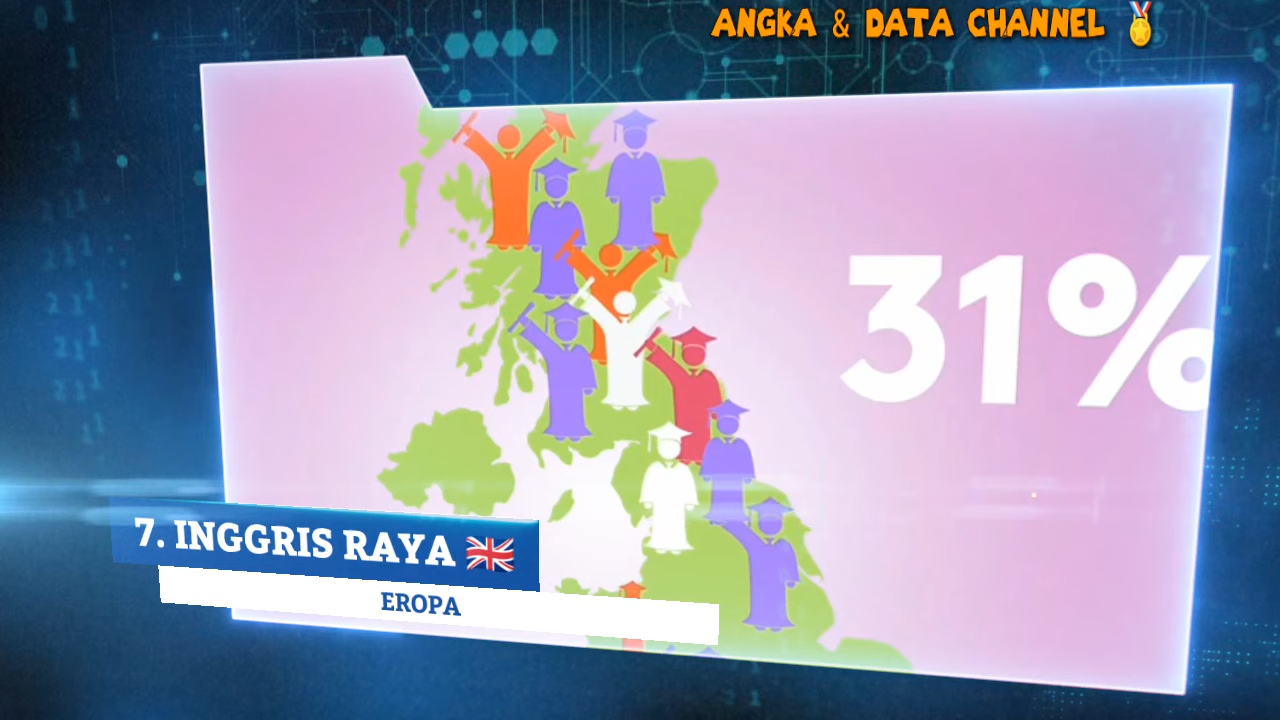 ANGKA & DATA CHANNEL 🏅
31%
7. INGGRIS RAYA 🇬🇧
EROPA